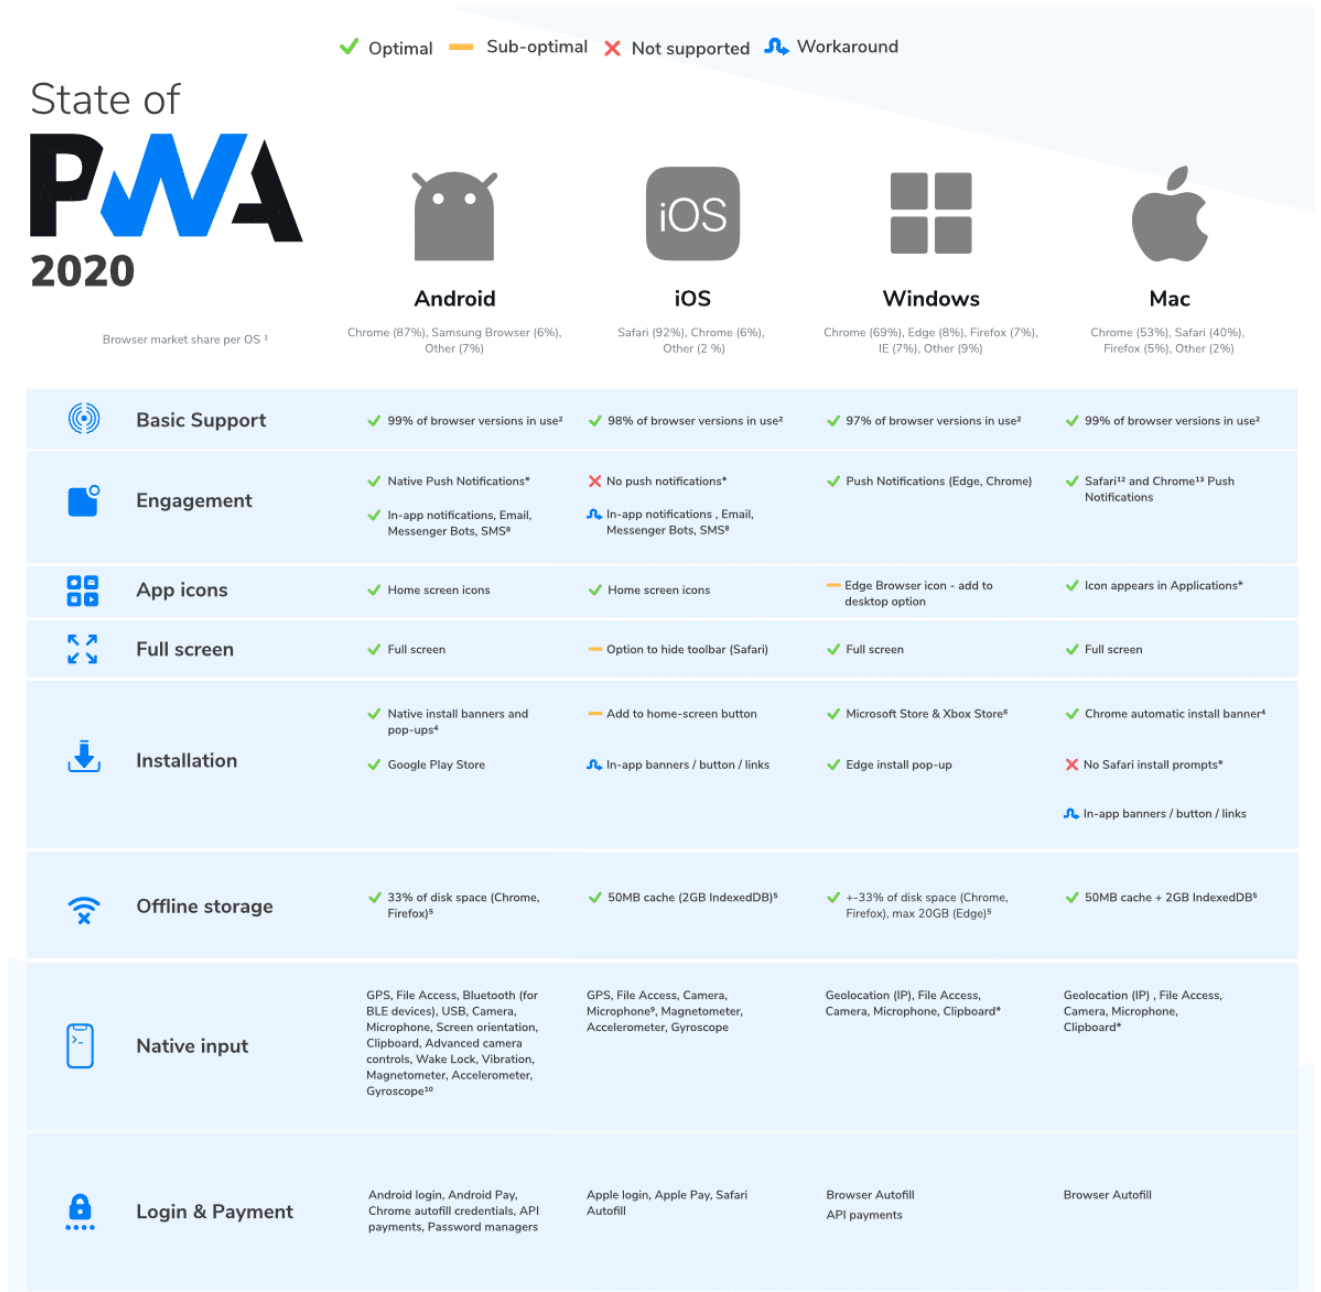 Optimal Sub-optimal Not supported Workaround
State of
PWA
2020
iOS
Android
iOS
Windows
Mac
Browser market share per OS ¹
Chrome (87%), Samsung Browser (6%),
Other (7%)
Safari (92%), Chrome (6%),
Other (2 %)
Chrome (69%), Edge (8%), Firefox (7%),
IE (7%), Other (9%)
Chrome (53%), Safari (40%),
Firefox (5%), Other (2%)
Basic Support
99% of browser versions in use²
98% of browser versions in use²
97% of browser versions in use²
99% of browser versions in use²
Engagement
Native Push Notifications*
In-app notifications, Email,
Messenger Bots, SMS⁸
No push notifications*
In-app notifications , Email,
Messenger Bots, SMS⁸
Push Notifications (Edge, Chrome)
Safari¹² and Chrome¹³ Push
Notifications
App icons
Home screen icons
Home screen icons
Edge Browser icon - add to
desktop option
Icon appears in Applications*
Full screen
Full screen
Option to hide toolbar (Safari)
Full screen
Full screen
Installation
Native install banners and
pop-ups⁴
Google Play Store
Add to home-screen button
In-app banners / button / links
Microsoft Store & Xbox Store⁶
Edge install pop-up
Chrome automatic install banner⁴
No Safari install prompts*
In-app banners / button / links
Offline storage
33% of disk space (Chrome,
Firefox)⁵
50MB cache (2GB IndexedDB)⁵
+-33% of disk space (Chrome,
Firefox), max 20GB (Edge)⁵
50MB cache + 2GB IndexedDB⁵
Native input
GPS, File Access, Bluetooth (for
BLE devices), USB, Camera,
Microphone, Screen orientation,
Clipboard, Advanced camera
controls, Wake Lock, Vibration,
Magnetometer, Accelerometer,
Gyroscope¹⁰
GPS, File Access, Camera,
Microphone⁹, Magnetometer,
Accelerometer, Gyroscope
Geolocation (IP), File Access,
Camera, Microphone, Clipboard*
Geolocation (IP) , File Access,
Camera, Microphone,
Clipboard*
Login & Payment
Android login, Android Pay,
Chrome autofill credentials, API
payments, Password managers
Apple login, Apple Pay, Safari
Autofill
Browser Autofill
API payments
Browser Autofill